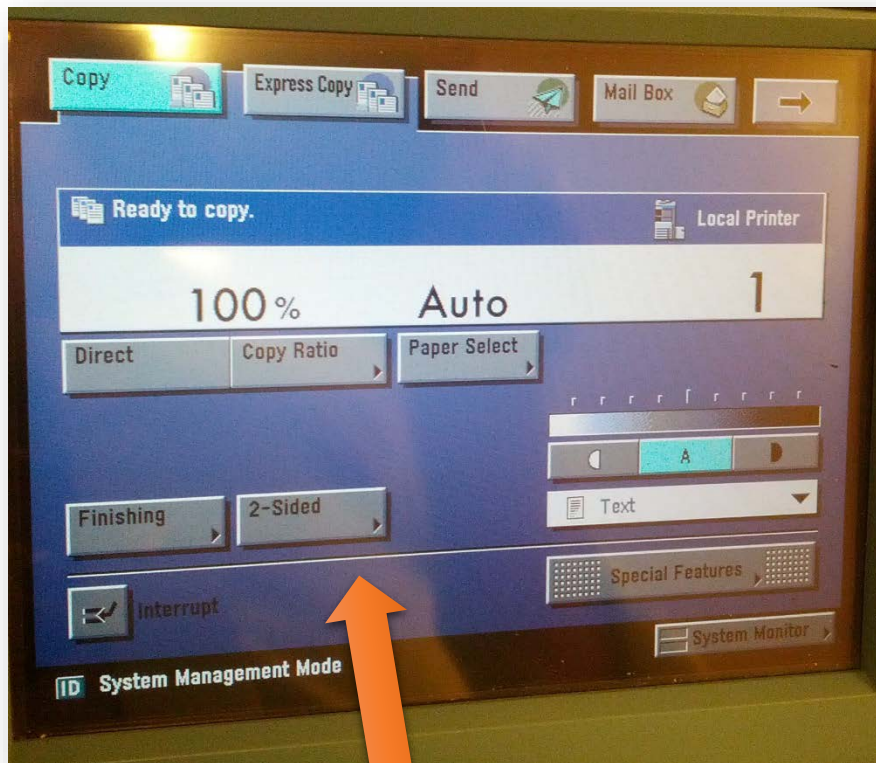 Copy
Express Copy
Send
Mail Box
Ready to copy.
Local Printer
100 %
Auto
1
Direct
Copy Ratio
Paper Select
A
Finishing
2-Sided
Text
Special Features
Interrupt
System Monitor
ID System Management Mode